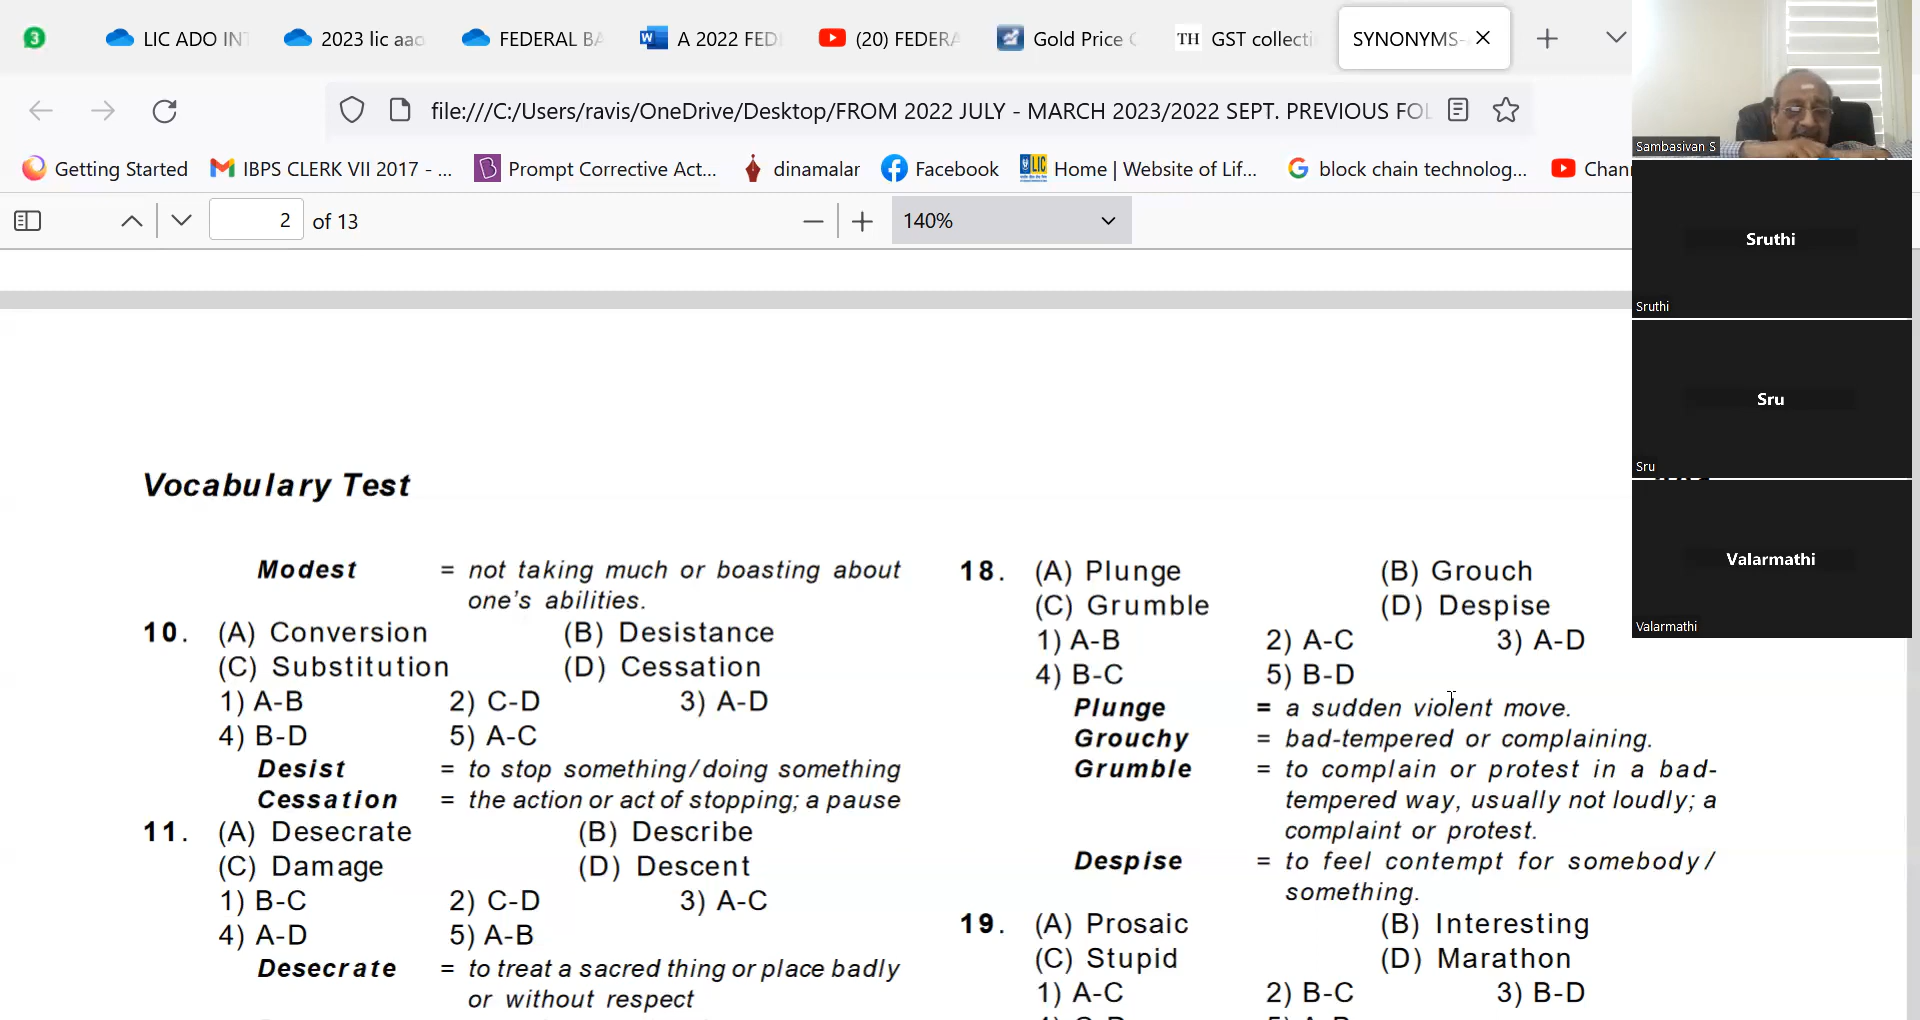 3
LIC ADO INT
2023 lic aao
FEDERAL BA
A 2022 FED
(20) FEDERA
Gold Price C
TH GST collecti
SYNONYMS-
file:///C:/Users/ravis/OneDrive/Desktop/FROM 2022 JULY - MARCH 2023/2022 SEPT. PREVIOUS FOL
Getting Started
IBPS CLERK VII 2017 - ...
Prompt Corrective Act...
dinamalar
Facebook
LIC Home | Website of Lif...
block chain technolog...
Chan
2 of 13
140%
Sambasivan S
Sruthi
Sruthi
Sru
Sru
Valarmathi
Valarmathi
Vocabulary Test
Modest = not taking much or boasting about
one's abilities.
10. (A) Conversion (B) Desistance
(C) Substitution (D) Cessation
1) A-B 2) C-D 3) A-D
4) B-D 5) A-C
Desist = to stop something/doing something
Cessation = the action or act of stopping; a pause
11. (A) Desecrate (B) Describe
(C) Damage (D) Descent
1) B-C 2) C-D 3) A-C
4) A-D 5) A-B
Desecrate = to treat a sacred thing or place badly
or without respect
18. (A) Plunge (B) Grouch
(C) Grumble (D) Despise
1) A-B 2) A-C 3) A-D
4) B-C 5) B-D
Plunge = a sudden violent move.
Grouchy = bad-tempered or complaining.
Grumble = to complain or protest in a bad-
tempered way, usually not loudly; a
complaint or protest.
Despise = to feel contempt for somebody/
something.
19. (A) Prosaic (B) Interesting
(C) Stupid (D) Marathon
1) A-C 2) B-C 3) B-D